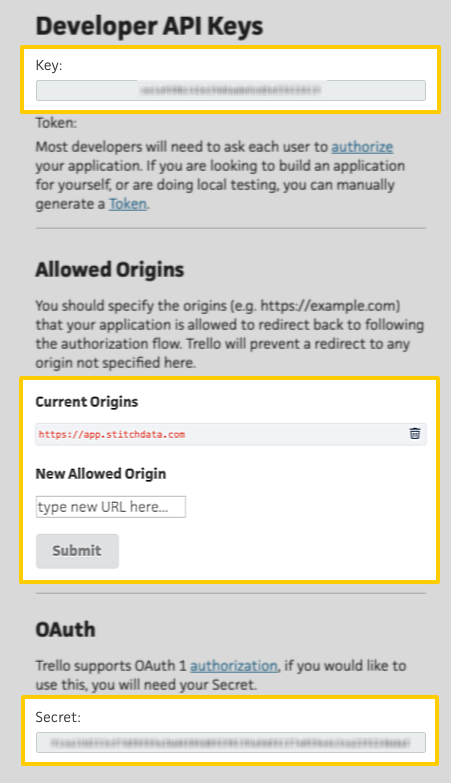 Developer API Keys
Key:
Token:
Most developers will need to ask each user to authorize
your application. If you are looking to build an application
for yourself, or are doing local testing, you can manually
generate a Token.
Allowed Origins
You should specify the origins (e.g. https://example.com)
that your application is allowed to redirect back to following
the authorization flow. Trello will prevent a redirect to any
origin not specified here.
Current Origins
https://app.stitchdata.com
New Allowed Origin
type new URL here...
Submit
OAuth
Trello supports OAuth 1 authorization, if you would like to
use this, you will need your Secret.
Secret: